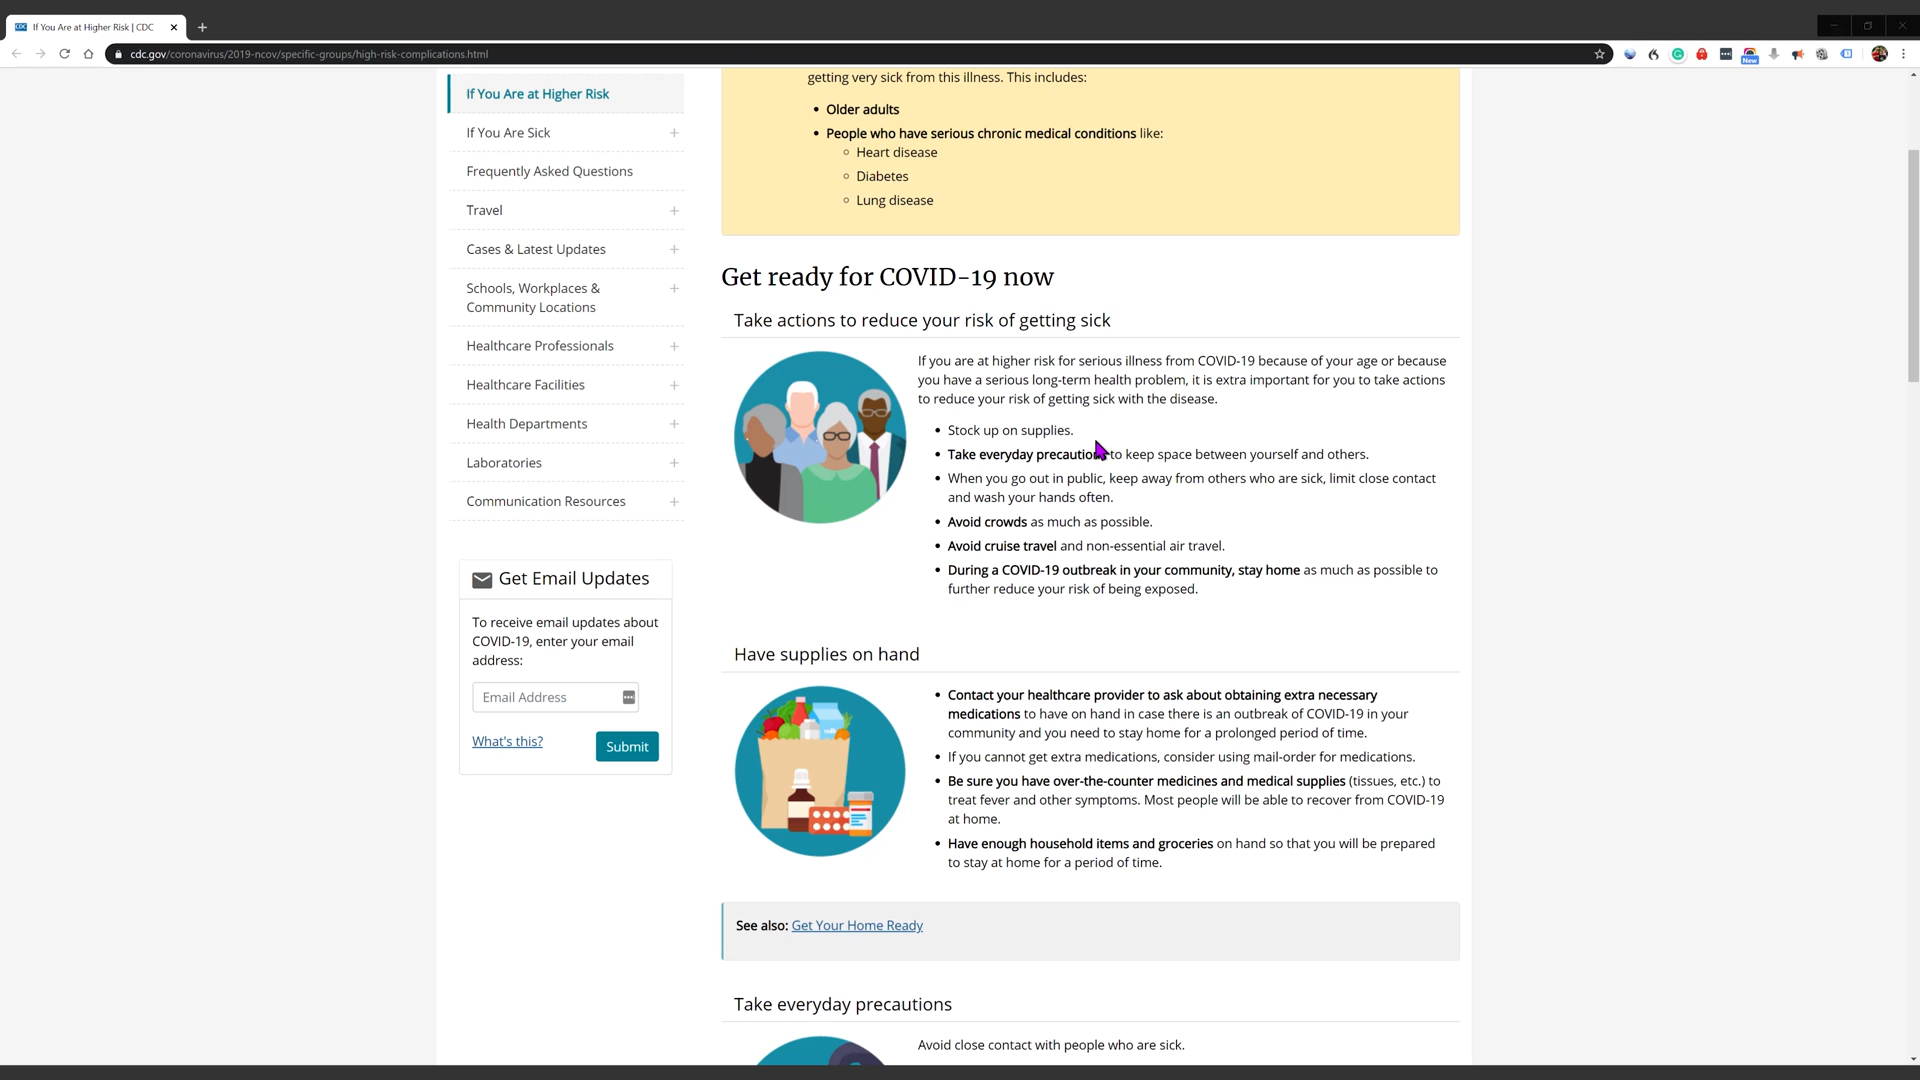 If You Are at Higher Risk | CDC
cdc.gov/coronavirus/2019-ncov/specific-groups/high-risk-complications.html
New
If You Are at Higher Risk
If You Are Sick
Frequently Asked Questions
Travel
Cases & Latest Updates
Schools, Workplaces &
Community Locations
Healthcare Professionals
Healthcare Facilities
Health Departments
Laboratories
Communication Resources
Get Email Updates
To receive email updates about
COVID-19, enter your email
address:
Email Address
What's this?
Submit
getting very sick from this illness. This includes:
• Older adults
• People who have serious chronic medical conditions like:
Heart disease
Diabetes
Lung disease
Get ready for COVID-19 now
Take actions to reduce your risk of getting sick
If you are at higher risk for serious illness from COVID-19 because of your age or because
you have a serious long-term health problem, it is extra important for you to take actions
to reduce your risk of getting sick with the disease.
• Stock up on supplies.
• Take everyday precautions to keep space between yourself and others.
• When you go out in public, keep away from others who are sick, limit close contact
and wash your hands often.
• Avoid crowds as much as possible.
• Avoid cruise travel and non-essential air travel.
• During a COVID-19 outbreak in your community, stay home as much as possible to
further reduce your risk of being exposed.
Have supplies on hand
• Contact your healthcare provider to ask about obtaining extra necessary
medications to have on hand in case there is an outbreak of COVID-19 in your
community and you need to stay home for a prolonged period of time.
• If you cannot get extra medications, consider using mail-order for medications.
• Be sure you have over-the-counter medicines and medical supplies (tissues, etc.) to
treat fever and other symptoms. Most people will be able to recover from COVID-19
at home.
• Have enough household items and groceries on hand so that you will be prepared
to stay at home for a period of time.
See also: Get Your Home Ready
Take everyday precautions
Avoid close contact with people who are sick.